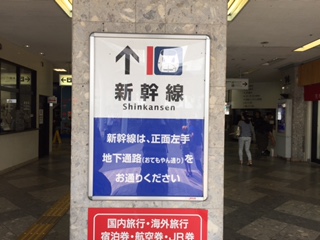 新幹線
Shinkansen
新幹線は、正面左手
地下通路(おてもやん通り)を
お通りください
国内旅行・海外旅行
宿泊券・航空券・JR券